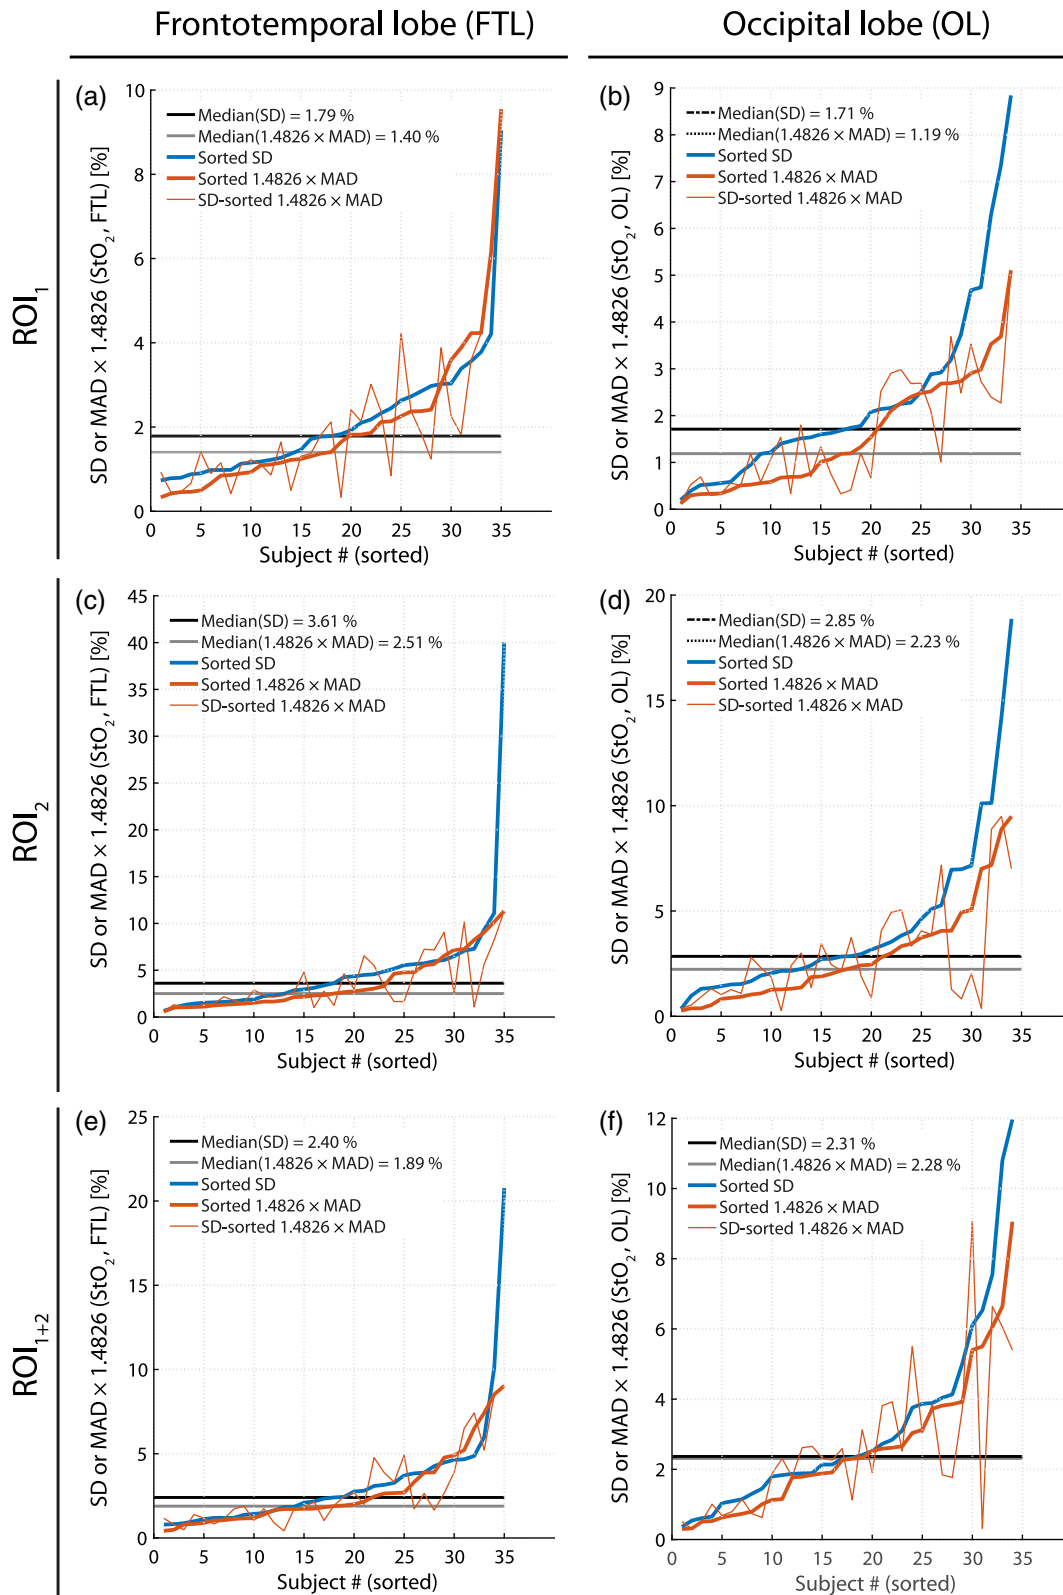 Frontotemporal lobe (FTL)
Occipital lobe (OL)
ROI1
(a)
SD or MAD × 1.4826 (StO2, FTL) [%]
10
8
6
4
2
0
Median(SD) = 1.79 %
Median(1.4826 × MAD) = 1.40 %
Sorted SD
Sorted 1.4826 × MAD
SD-sorted 1.4826 × MAD
0 5 10 15 20 25 30 35
Subject # (sorted)
(b)
SD or MAD × 1.4826 (StO2, OL) [%]
9
8
7
6
5
4
3
2
1
0
Median(SD) = 1.71 %
Median(1.4826 × MAD) = 1.19 %
Sorted SD
Sorted 1.4826 × MAD
SD-sorted 1.4826 × MAD
0 5 10 15 20 25 30 35
Subject # (sorted)
ROI2
(c)
SD or MAD × 1.4826 (StO2, FTL) [%]
45
40
35
30
25
20
15
10
5
0
Median(SD) = 3.61 %
Median(1.4826 × MAD) = 2.51 %
Sorted SD
Sorted 1.4826 × MAD
SD-sorted 1.4826 × MAD
0 5 10 15 20 25 30 35
Subject # (sorted)
(d)
SD or MAD × 1.4826 (StO2, OL) [%]
20
15
10
5
0
Median(SD) = 2.85 %
Median(1.4826 × MAD) = 2.23 %
Sorted SD
Sorted 1.4826 × MAD
SD-sorted 1.4826 × MAD
0 5 10 15 20 25 30 35
Subject # (sorted)
ROI1+2
(e)
SD or MAD × 1.4826 (StO2, FTL) [%]
25
20
15
10
5
0
Median(SD) = 2.40 %
Median(1.4826 × MAD) = 1.89 %
Sorted SD
Sorted 1.4826 × MAD
SD-sorted 1.4826 × MAD
0 5 10 15 20 25 30 35
Subject # (sorted)
(f)
SD or MAD × 1.4826 (StO2, OL) [%]
12
10
8
6
4
2
0
Median(SD) = 2.31 %
Median(1.4826 × MAD) = 2.28 %
Sorted SD
Sorted 1.4826 × MAD
SD-sorted 1.4826 × MAD
0 5 10 15 20 25 30 35
Subject # (sorted)